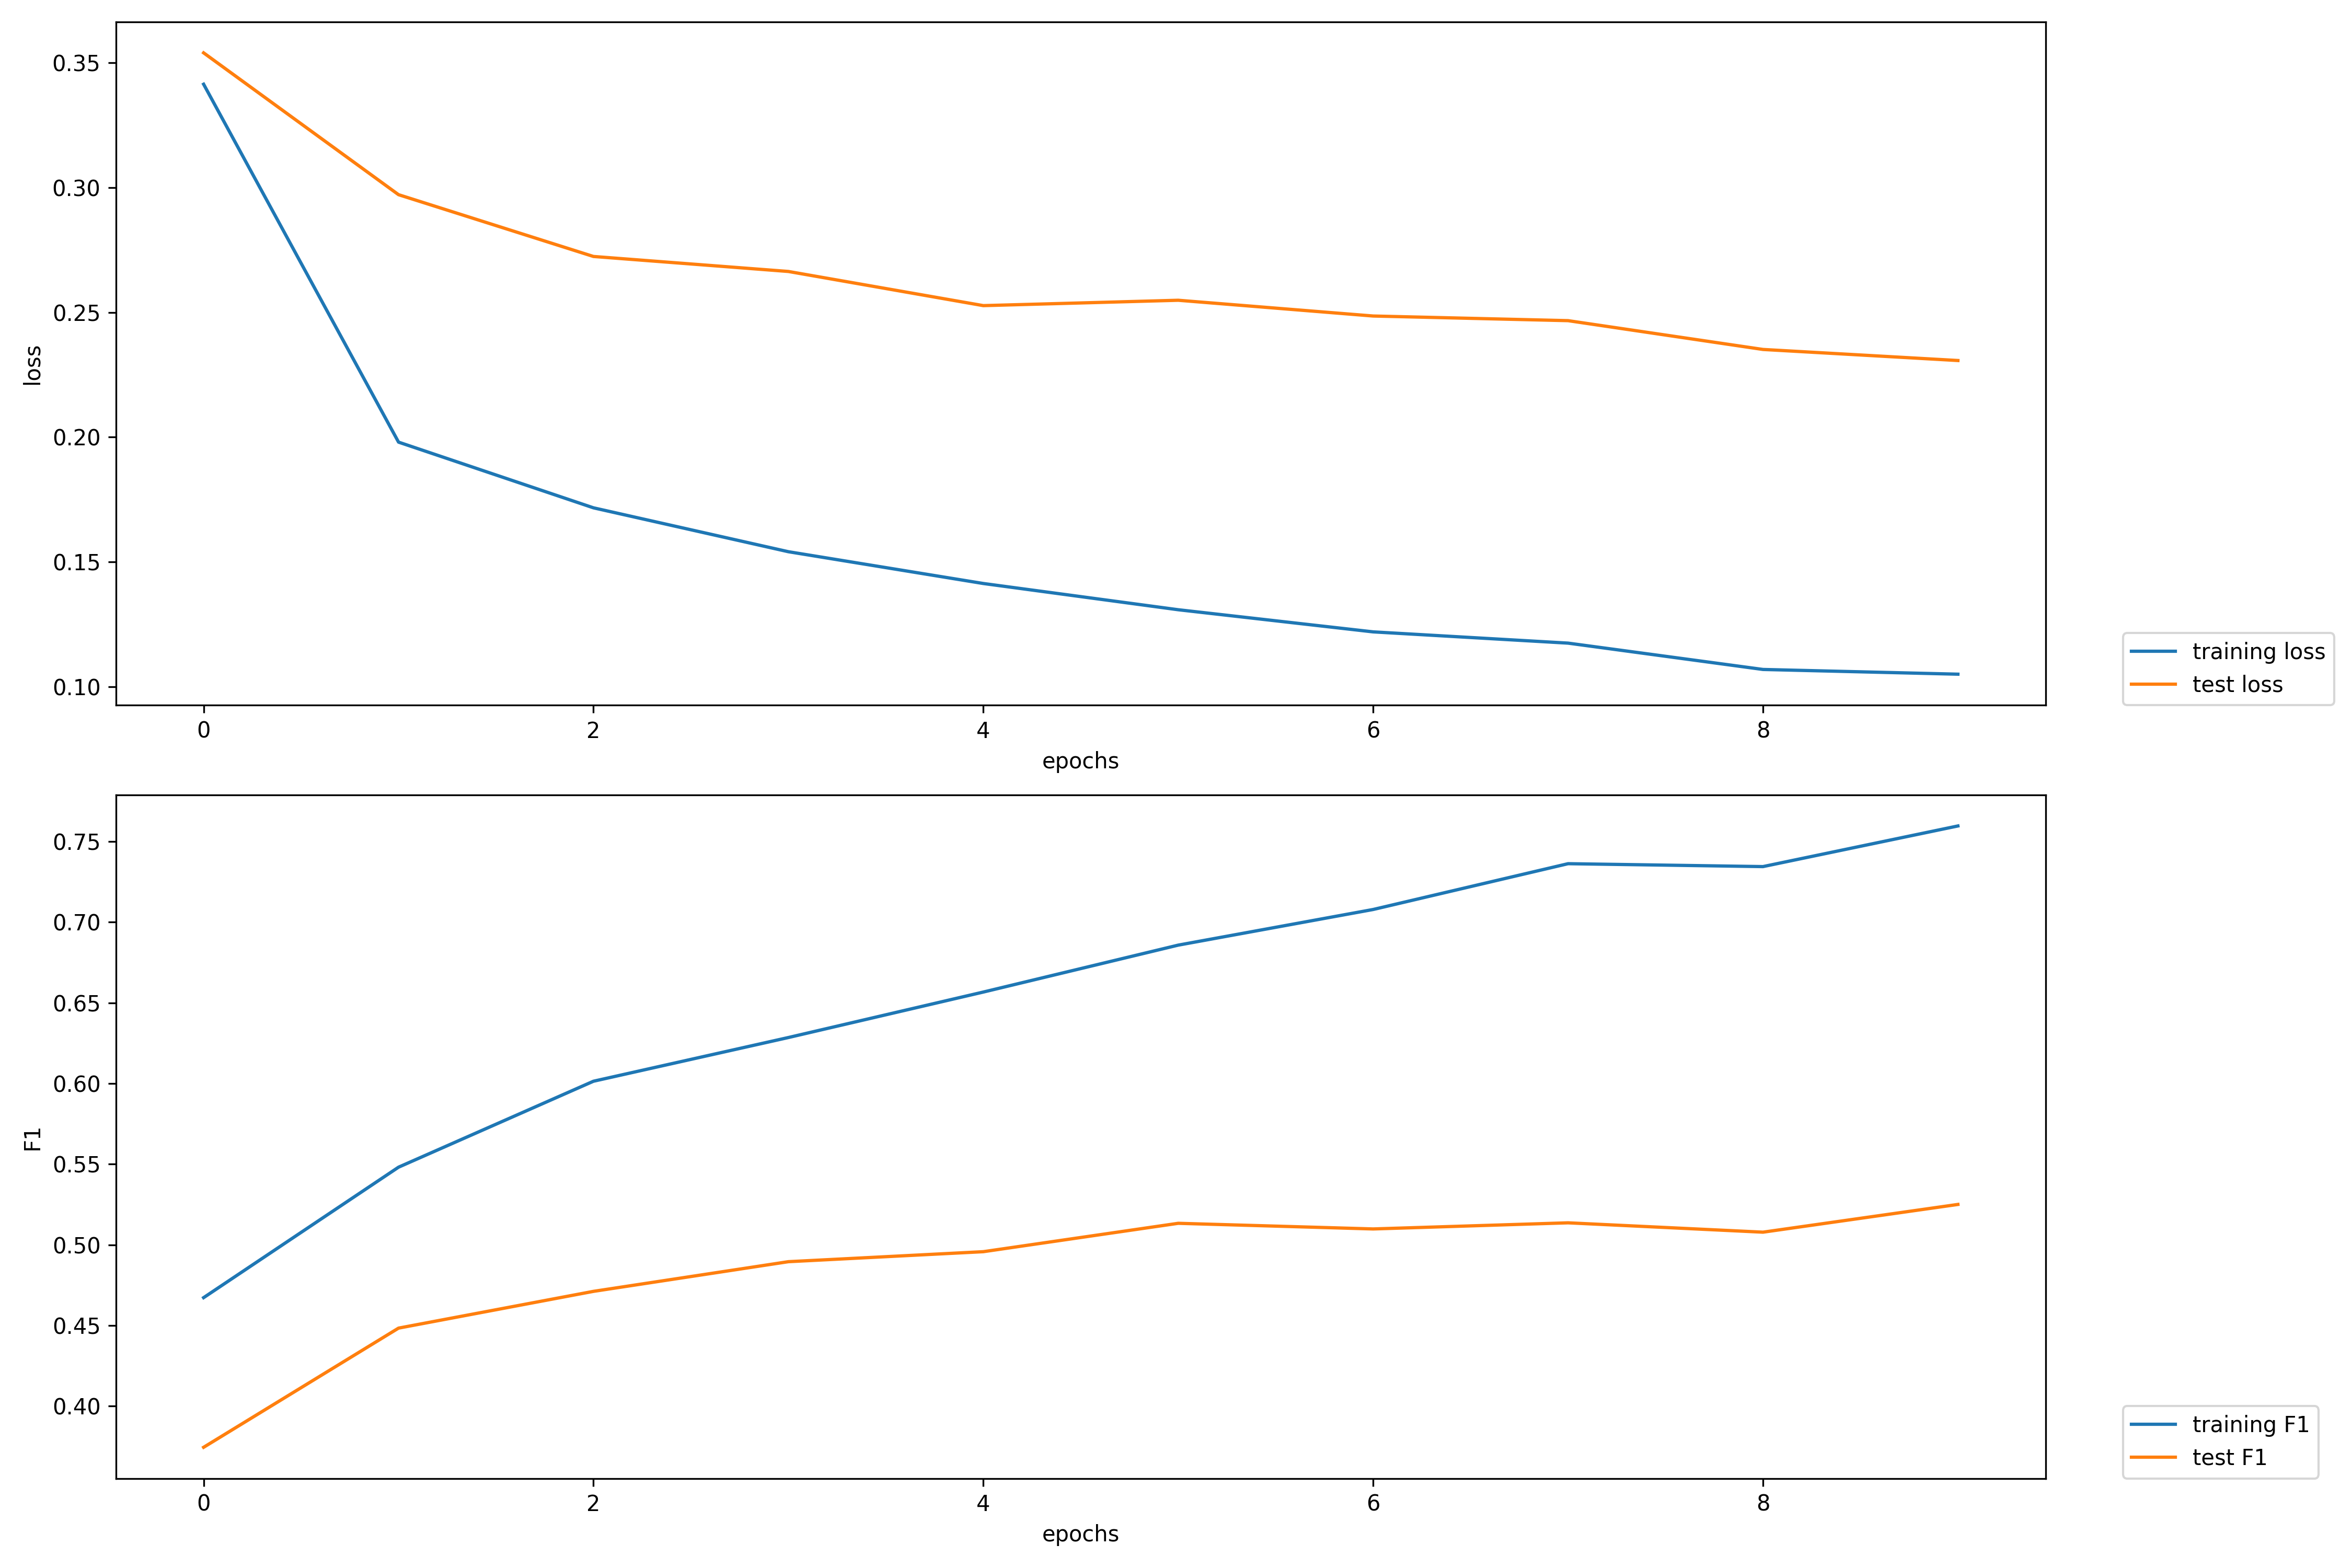 0.35
0.30
0.25
0.20
0.15
0.10
loss
0 2 4 6 8
epochs
training loss
test loss
0.75
0.70
0.65
0.60
0.55
0.50
0.45
0.40
F1
0 2 4 6 8
epochs
training F1
test F1